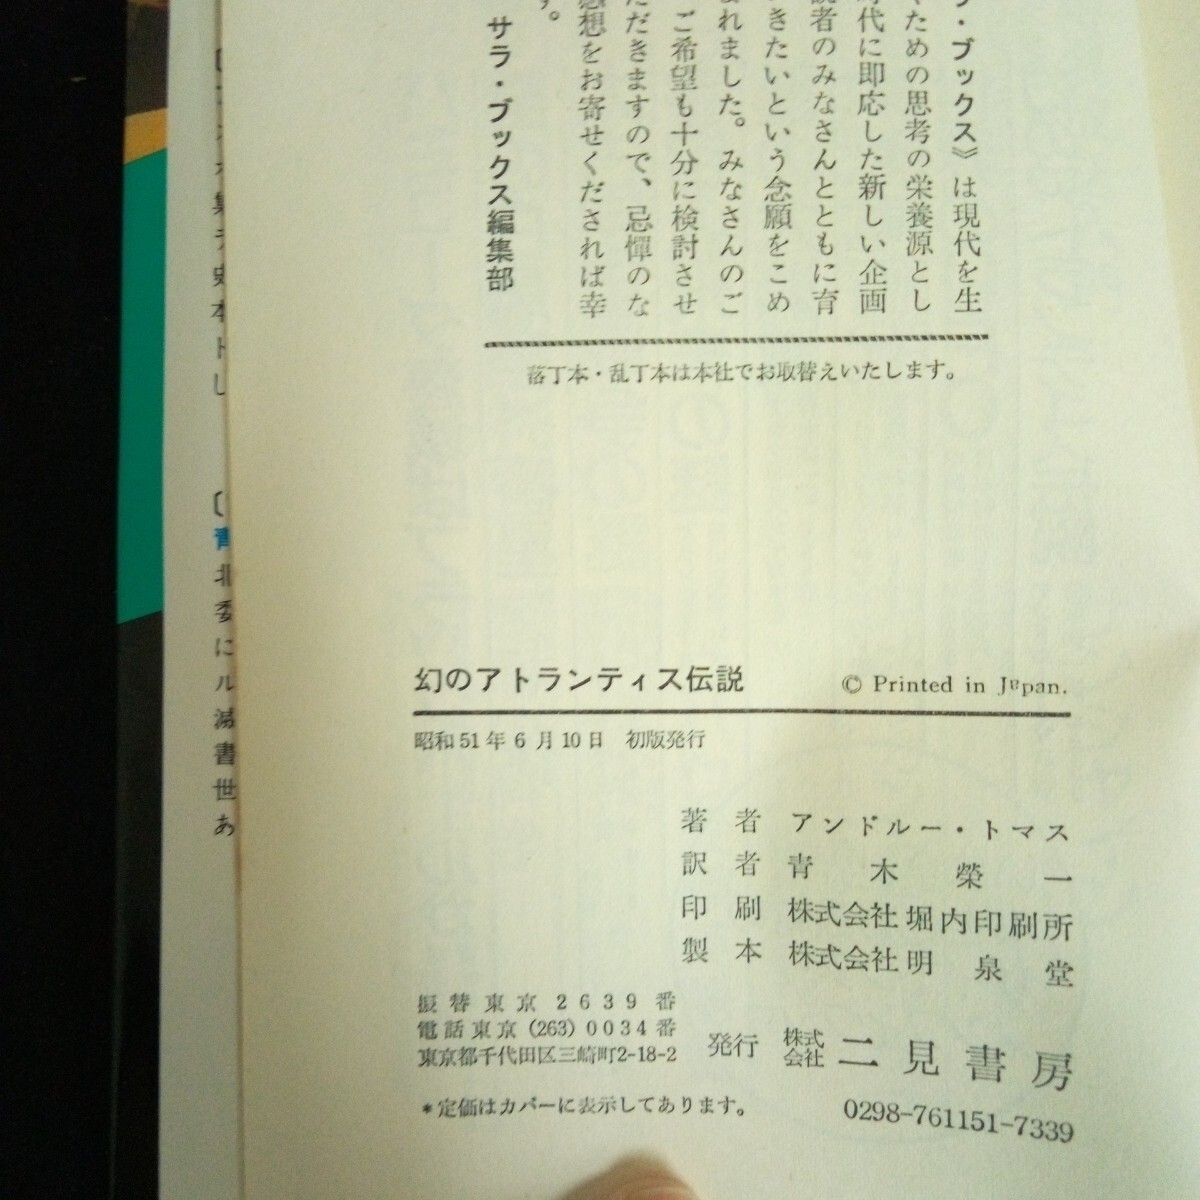 ブックス》は現代を生
くための思考の栄養源とし
時代に即応した新しい企画
読者のみなさんとともに育
きたいという念願をこめ
まれました。みなさんのご
ご希望も十分に検討させ
ただきますので、忌憚のな
感想をお寄せくだされば幸
す。
サラ・ブックス編集部
落丁本・乱丁本は本社でお取替えいたします。
幻のアトランティス伝説
© Printed in Japan.
昭和51年6月10日 初版発行
著者 アンドルー・トマス
訳者 青木榮一
印刷 株式会社堀内印刷所
製本 株式会社明泉堂
振替東京2639番
電話東京(263)0034番
東京都千代田区三崎町2-18-2
発行 株式会社 二見書房
*定価はカバーに表示してあります。
0298-761151-7339
北
委
に
ル
滅
書
世
あ